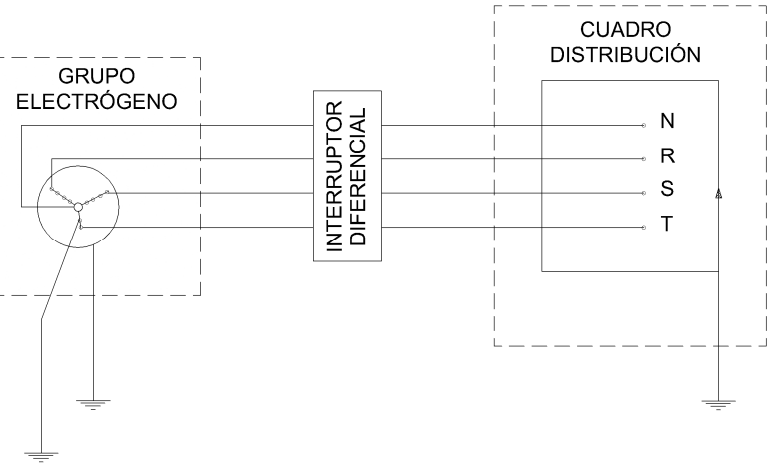 GRUPO
ELECTRÓGENO
INTERRUPTOR
DIFERENCIAL
CUADRO
DISTRIBUCIÓN
N
R
S
T